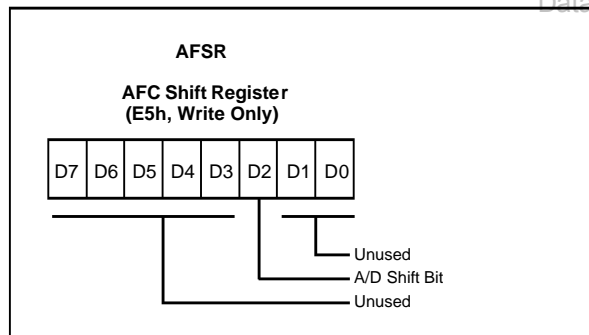 Data
AFSR
AFC Shift Register
(E5h, Write Only)
D7 D6 D5 D4 D3 D2 D1 D0
Unused
A/D Shift Bit
Unused